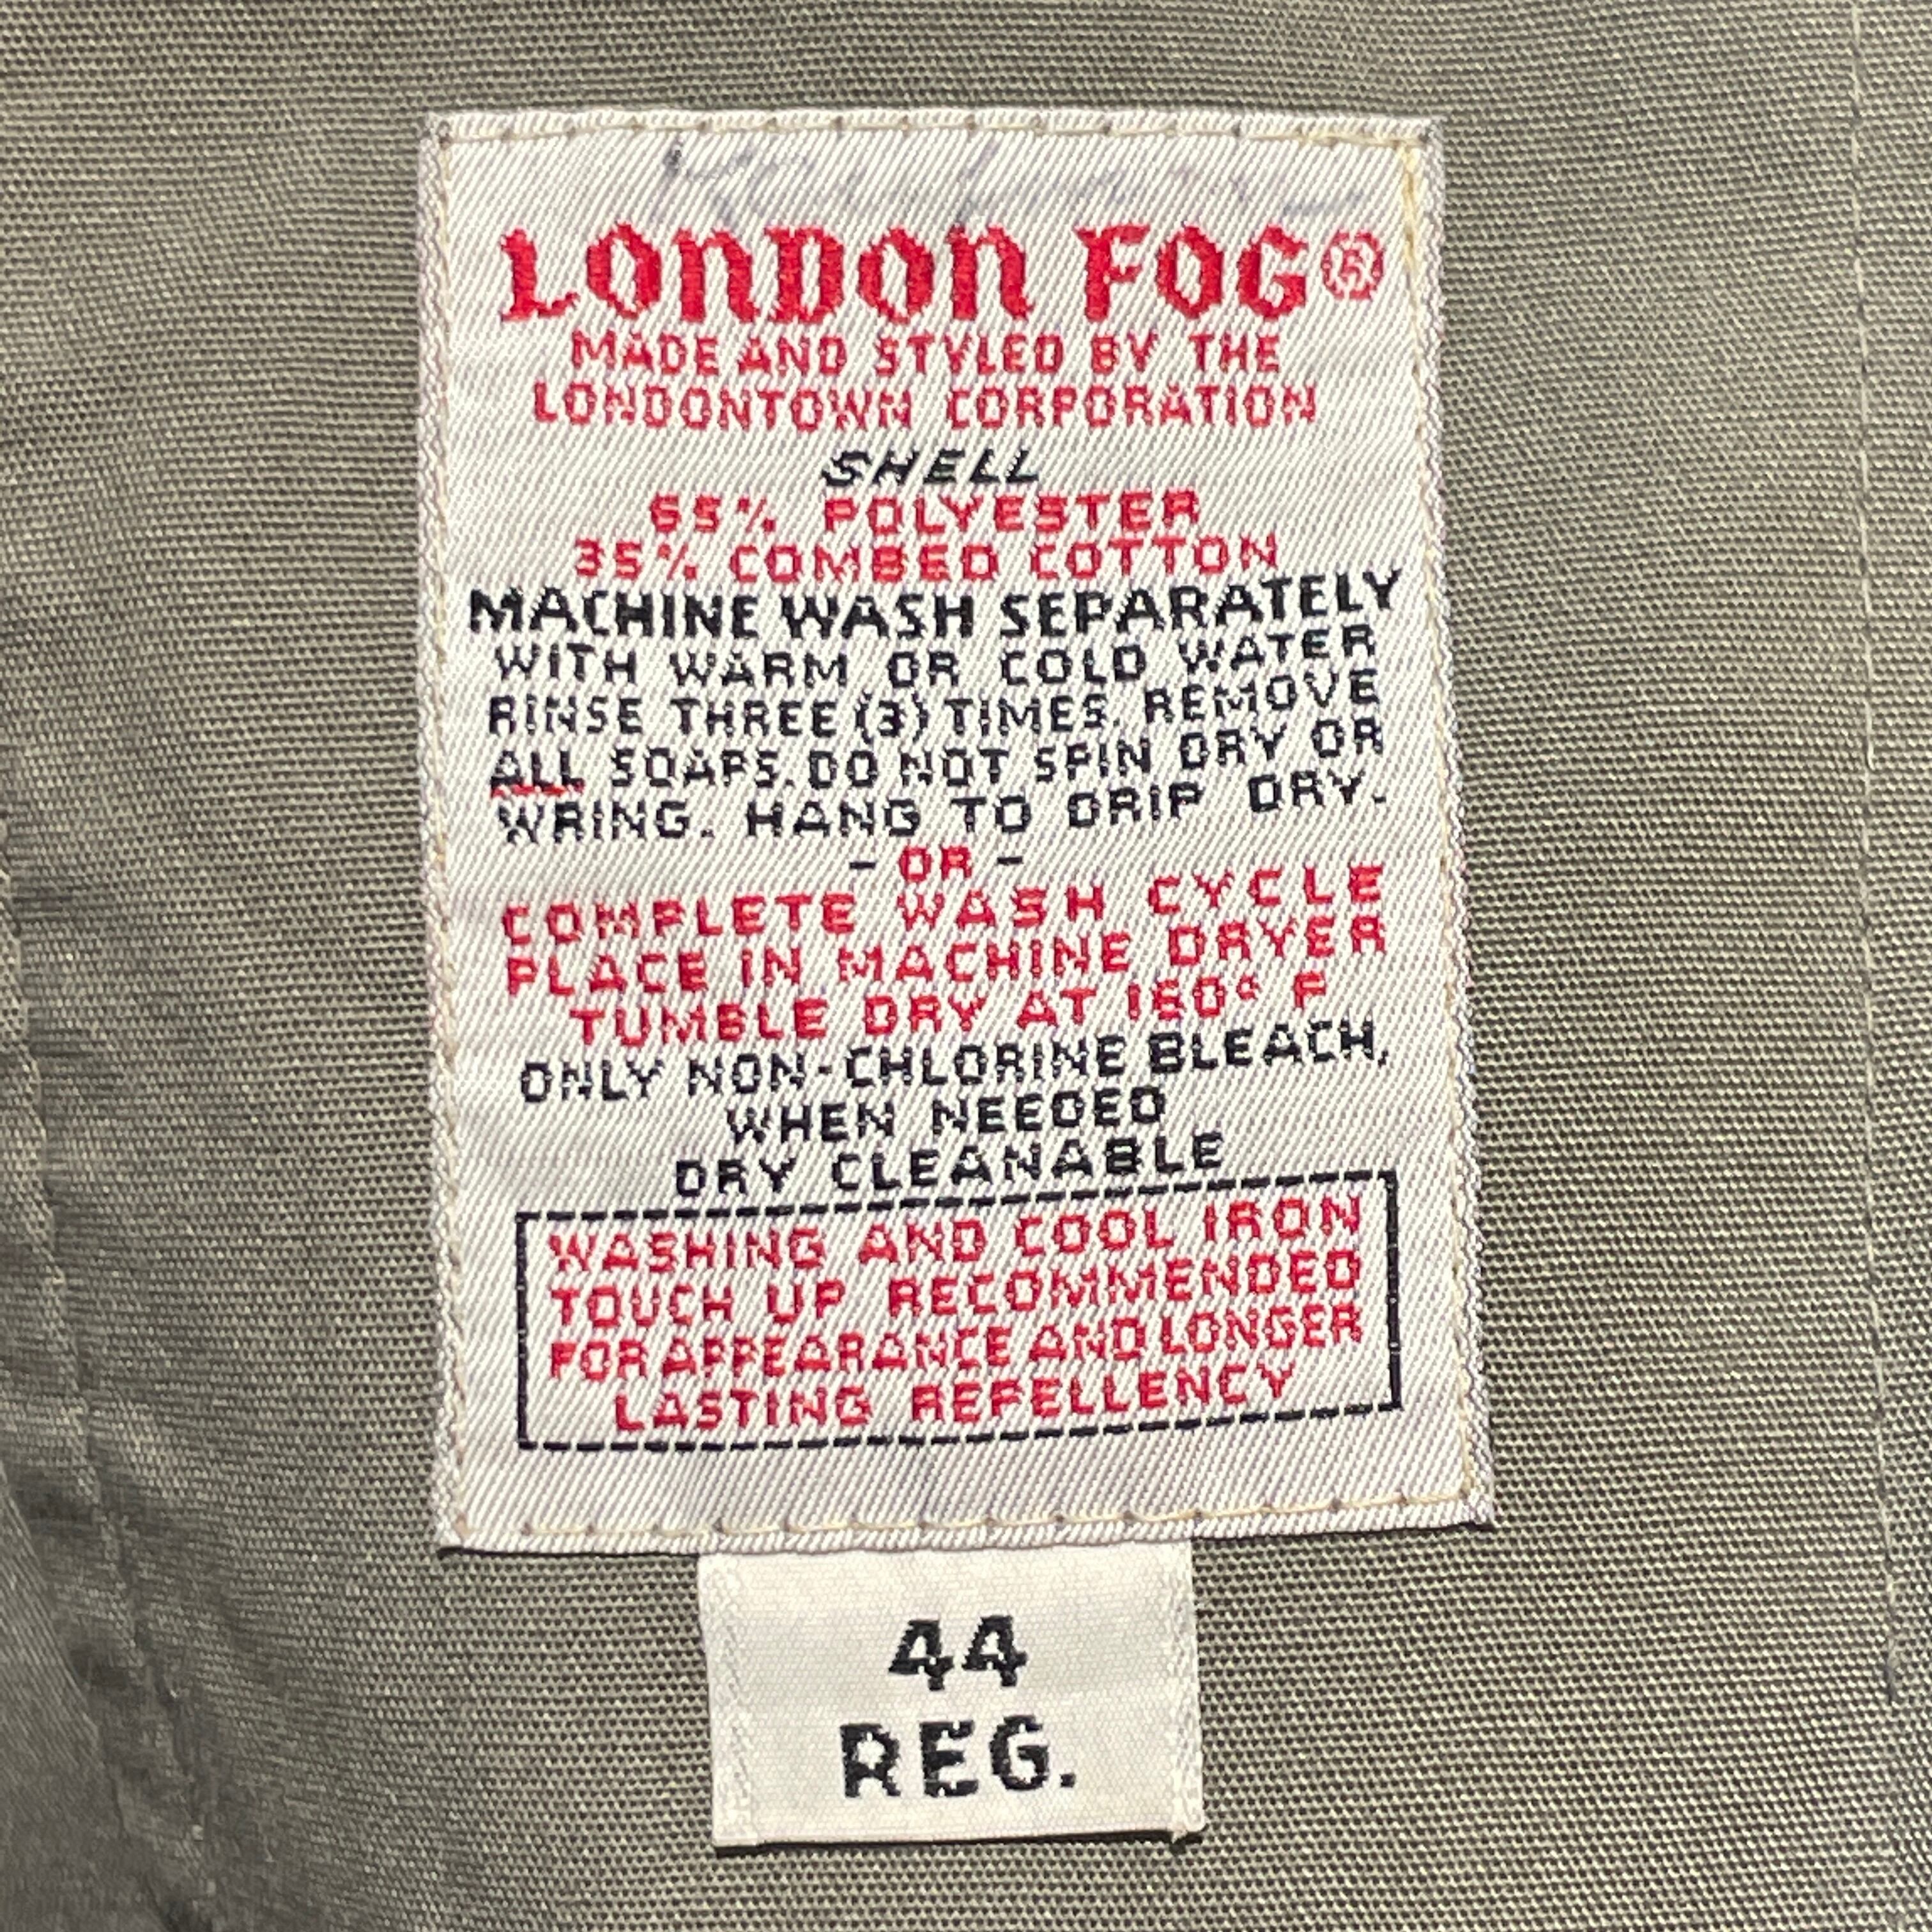 LONDON FOG®
MADE AND STYLED BY THE
LONDONTOWN CORPORATION
SHELL
65% POLYESTER
35% COMBED COTTON
MACHINE WASH SEPARATELY
WITH WARM OR COLD WATER
RINSE THREE (3) TIMES. REMOVE
ALL SOAPS. DO NOT SPIN DRY OR
WRING. HANG TO DRIP DRY.
- OR -
COMPLETE WASH CYCLE
PLACE IN MACHINE DRYER
TUMBLE DRY AT 160° F
ONLY NON-CHLORINE BLEACH,
WHEN NEEDED
DRY CLEANABLE
WASHING AND COOL IRON
TOUCH UP RECOMMENDED
FOR APPEARANCE AND LONGER
LASTING REPELLENCY
44
REG.